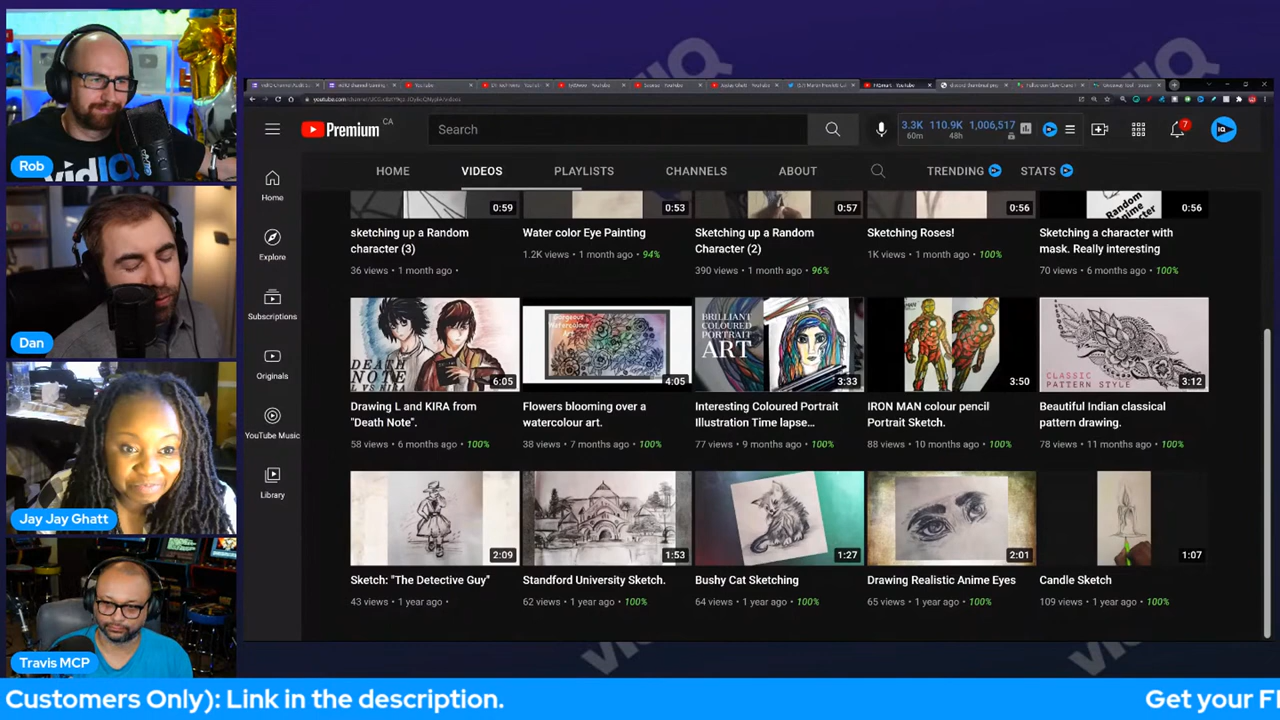 Rob
vidIQ
Dan
Jay Jay Ghatt
Travis MCP
Premium CA
Search
3.3K 110.9K 1,006,517
60m 48h
7
HOME VIDEOS PLAYLISTS CHANNELS ABOUT TRENDING STATS
Home
Explore
Subscriptions
Originals
YouTube Music
Library
0:59 0:53 0:57 0:56 0:56
Random
sketching up a Random
character (3)
36 views • 1 month ago •
Water color Eye Painting
1.2K views • 1 month ago • 94%
Sketching up a Random
Character (2)
390 views • 1 month ago • 96%
Sketching Roses!
1K views • 1 month ago • 100%
Sketching a character with
mask. Really interesting
70 views • 6 months ago • 100%
DEATH
NOTE
6:05
4:05
BRILLIANT
COLOURED
PORTRAIT
ART
3:33
3:50
CLASSIC
PATTERN STYLE
3:12
Drawing L and KIRA from
"Death Note".
58 views • 6 months ago • 100%
Flowers blooming over a
watercolour art.
38 views • 7 months ago • 100%
Interesting Coloured Portrait
Illustration Time lapse...
77 views • 9 months ago • 100%
IRON MAN colour pencil
Portrait Sketch.
88 views • 10 months ago • 100%
Beautiful Indian classical
pattern drawing.
78 views • 11 months ago • 100%
2:09 1:53 1:27 2:01 1:07
Sketch: "The Detective Guy"
43 views • 1 year ago •
Standford University Sketch.
62 views • 1 year ago • 100%
Bushy Cat Sketching
64 views • 1 year ago • 100%
Drawing Realistic Anime Eyes
65 views • 1 year ago • 100%
Candle Sketch
109 views • 1 year ago • 100%
Customers Only): Link in the description.
Get your